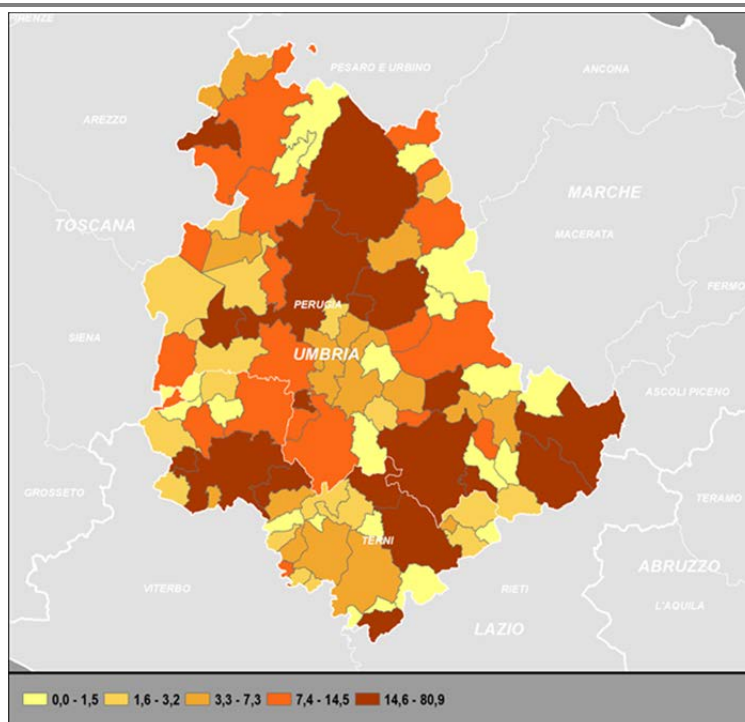 FIRENZE
PESARO E URBINO
ANCONA
AREZZO
MARCHE
TOSCANA
MACERATA
FERMO
PERUGIA
SIENA
UMBRIA
ASCOLI PICENO
GROSSETO
TERAMO
TERNI
ABRUZZO
VITERBO
RIETI
L'AQUILA
LAZIO
0,0 - 1,5 1,6 - 3,2 3,3 - 7,3 7,4 - 14,5 14,6 - 80,9